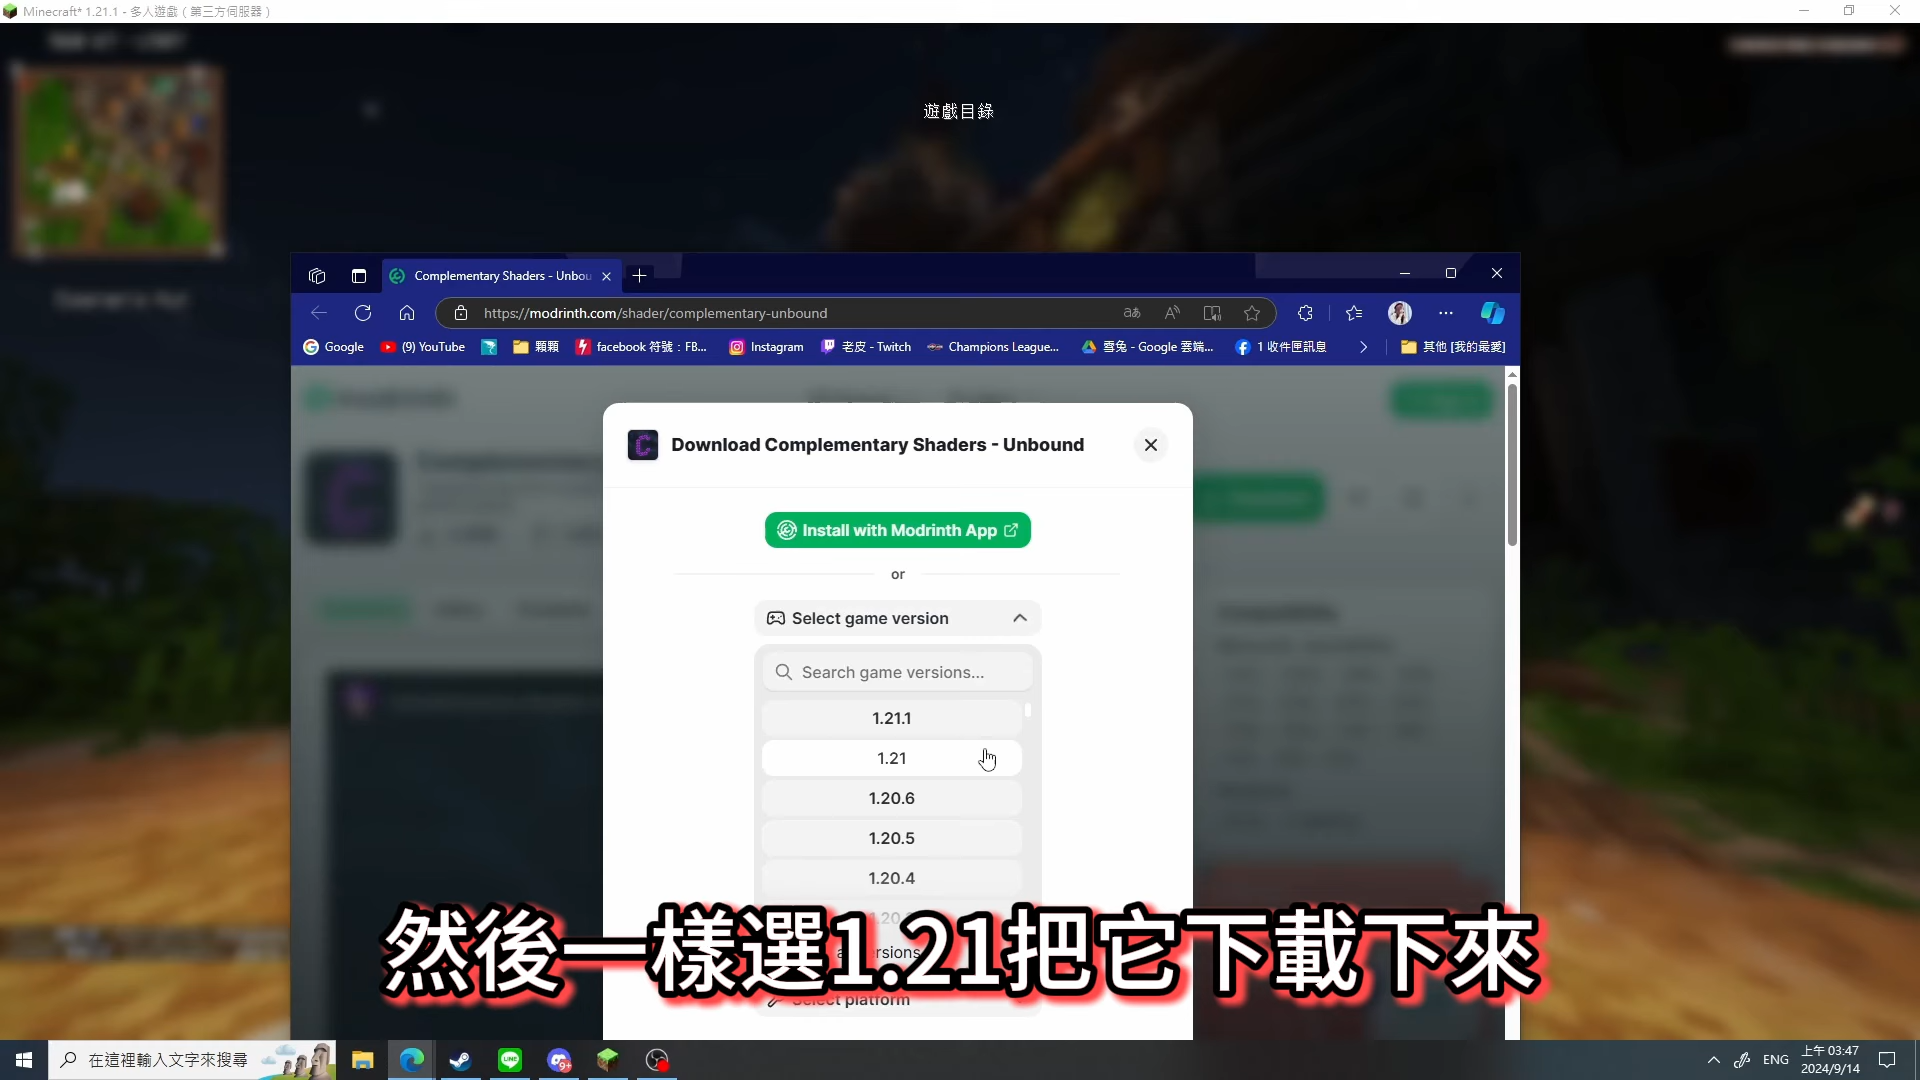 Minecraft* 1.21.1 - 多人遊戲 (第三方伺服器)
遊戲目錄
Complementary Shaders - Unbou
https://modrinth.com/shader/complementary-unbound
Google
(9) YouTube
顆顆
facebook 符號：FB...
Instagram
老皮 - Twitch
Champions League...
雪兔 - Google 雲端...
1 收件匣訊息
其他 [我的最愛]
Download Complementary Shaders - Unbound
Install with Modrinth App
or
Select game version
Search game versions...
1.21.1
1.21
1.20.6
1.20.5
1.20.4
然後一樣選1.21把它下載下來
Select platform
在這裡輸入文字來搜尋
ENG
上午 03:47
2024/9/14